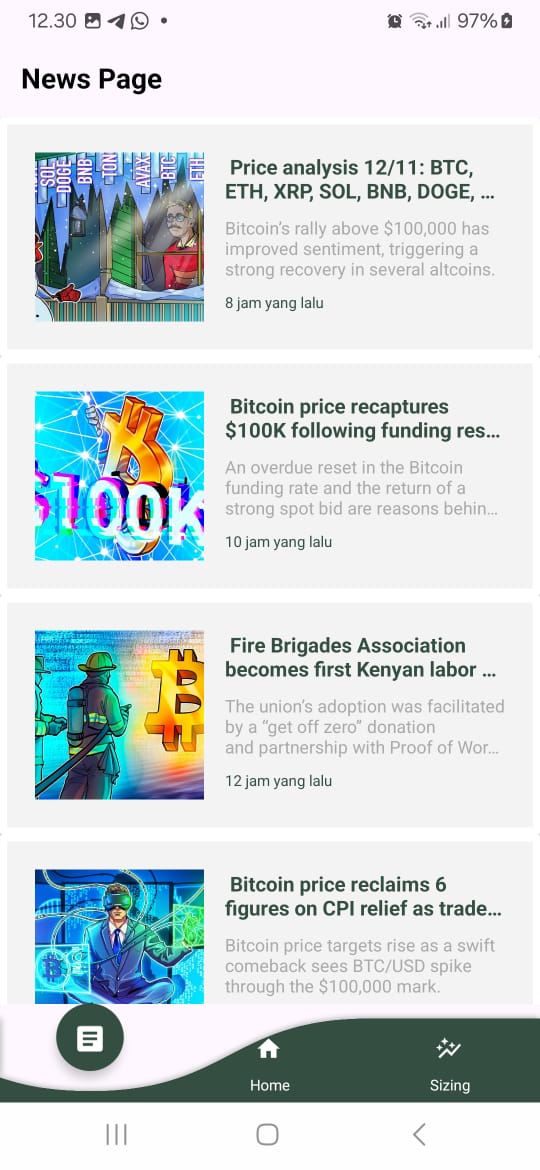 12.30
97%
News Page
SOL
DOGE
BNB
TON
AVAX
BTC
ETH
Price analysis 12/11: BTC,
ETH, XRP, SOL, BNB, DOGE, ...
Bitcoin’s rally above $100,000 has
improved sentiment, triggering a
strong recovery in several altcoins.
8 jam yang lalu
$100K
Bitcoin price recaptures
$100K following funding res...
An overdue reset in the Bitcoin
funding rate and the return of a
strong spot bid are reasons behin...
10 jam yang lalu
Fire Brigades Association
becomes first Kenyan labor ...
The union’s adoption was facilitated
by a “get off zero” donation
and partnership with Proof of Wor...
12 jam yang lalu
Bitcoin price reclaims 6
figures on CPI relief as trade...
Bitcoin price targets rise as a swift
comeback sees BTC/USD spike
through the $100,000 mark.
Home
Sizing